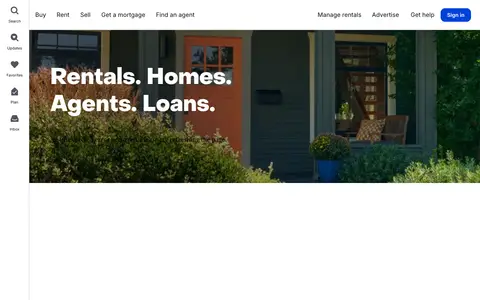 Buy Rent Sell Get a mortgage Find an agent
Manage rentals Advertise Get help Sign in
Search
Updates
Favorites
Plan
Inbox
Rentals. Homes.
Agents. Loans.